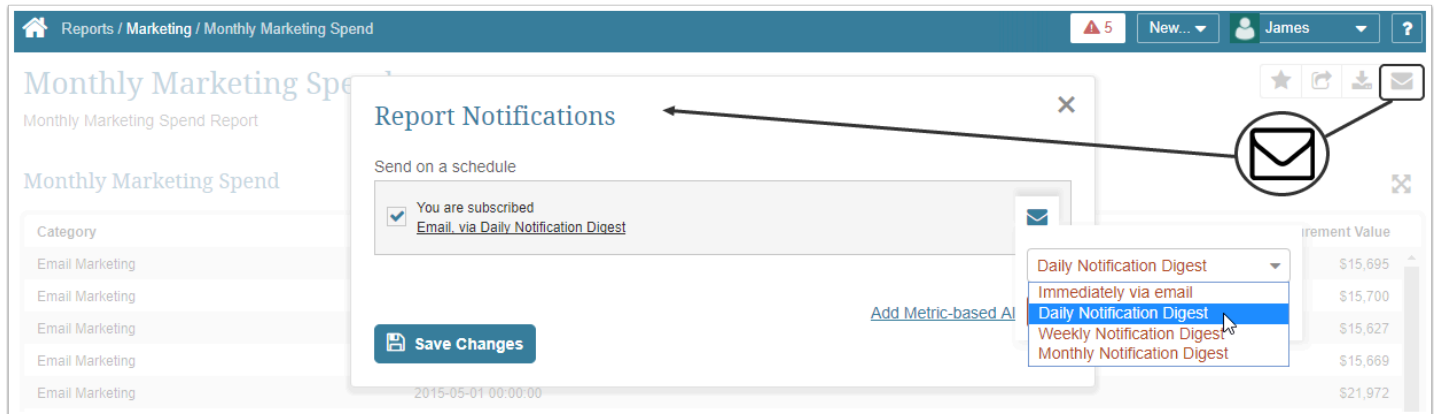 Reports / Marketing / Monthly Marketing Spend
5
New...
James
?
Monthly Marketing Spe
Monthly Marketing Spend Report
Report Notifications
Send on a schedule
Monthly Marketing Spend
You are subscribed
Email, via Daily Notification Digest
Category
rement Value
Email Marketing
$15,695
Daily Notification Digest
Immediately via email
Email Marketing
$15,700
Add Metric-based Al
Daily Notification Digest
Email Marketing
$15,627
Weekly Notification Digest
Save Changes
Monthly Notification Digest
Email Marketing
$15,669
Email Marketing
2015-05-01 00:00:00
$21,972